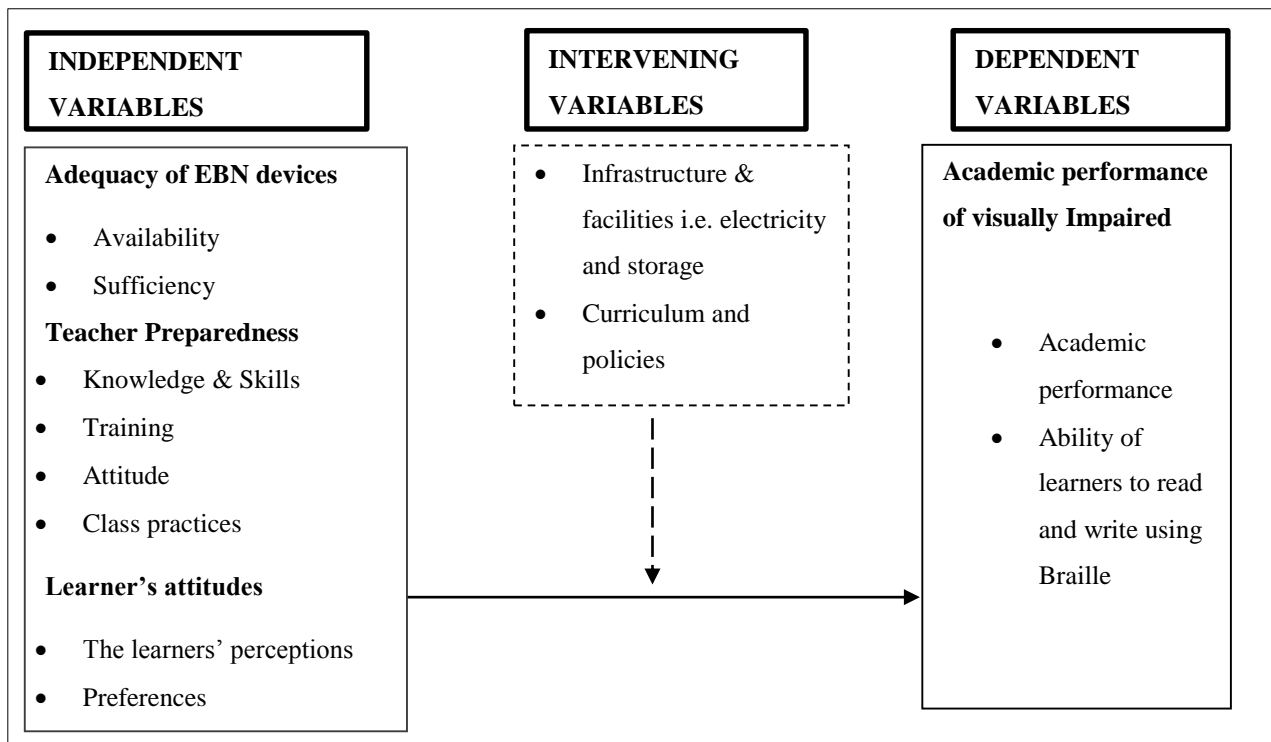 INDEPENDENT
VARIABLES
Adequacy of EBN devices
• Availability
• Sufficiency
Teacher Preparedness
• Knowledge & Skills
• Training
• Attitude
• Class practices
Learner’s attitudes
• The learners’ perceptions
• Preferences
INTERVENING
VARIABLES
• Infrastructure &
facilities i.e. electricity
and storage
• Curriculum and
policies
DEPENDENT
VARIABLES
Academic performance
of visually Impaired
• Academic
performance
• Ability of
learners to read
and write using
Braille